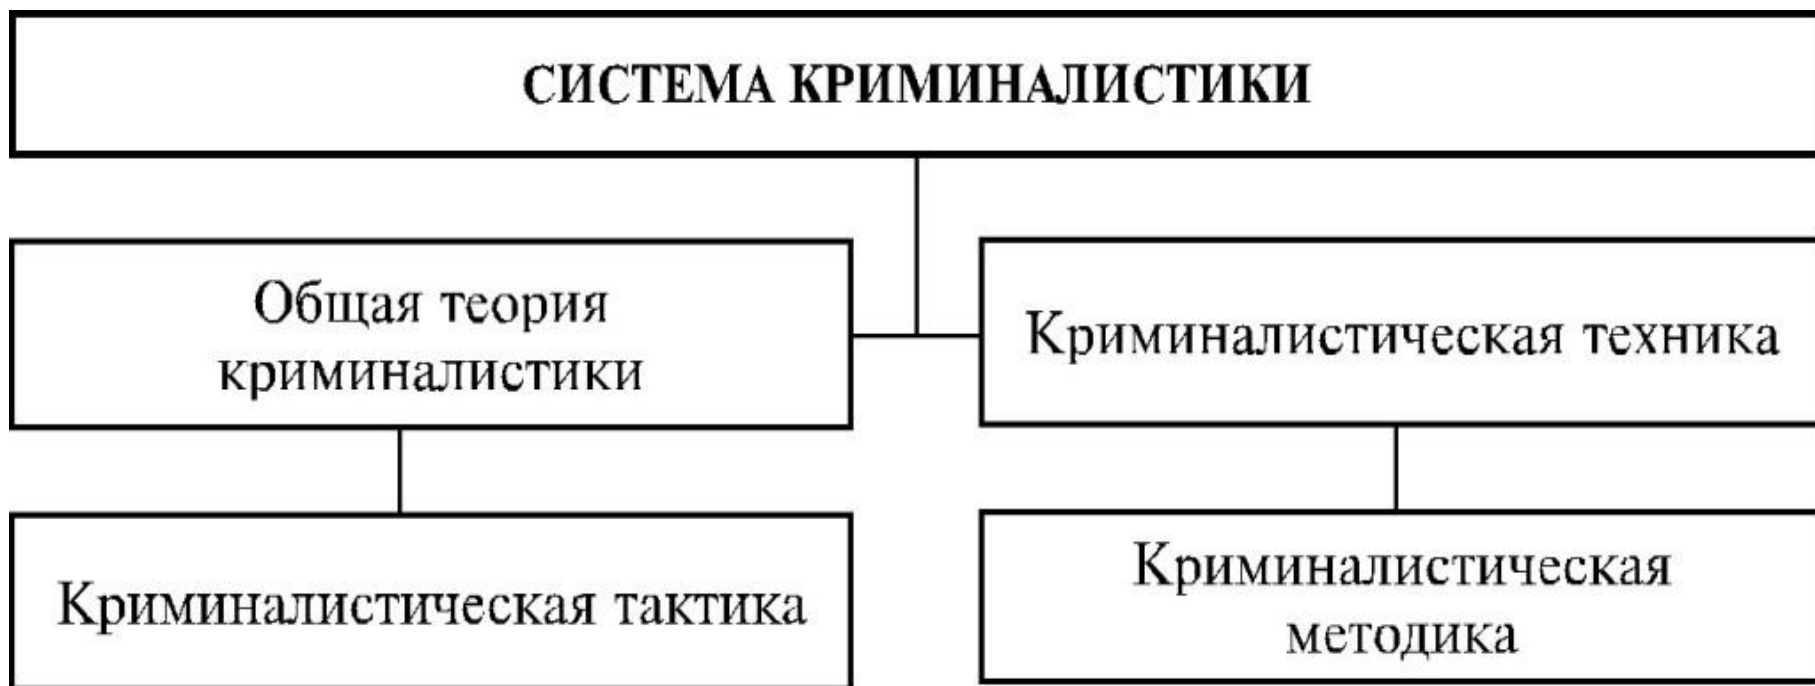 СИСТЕМА КРИМИНАЛИСТИКИ
Общая теория
криминалистики
Криминалистическая техника
Криминалистическая тактика
Криминалистическая
методика